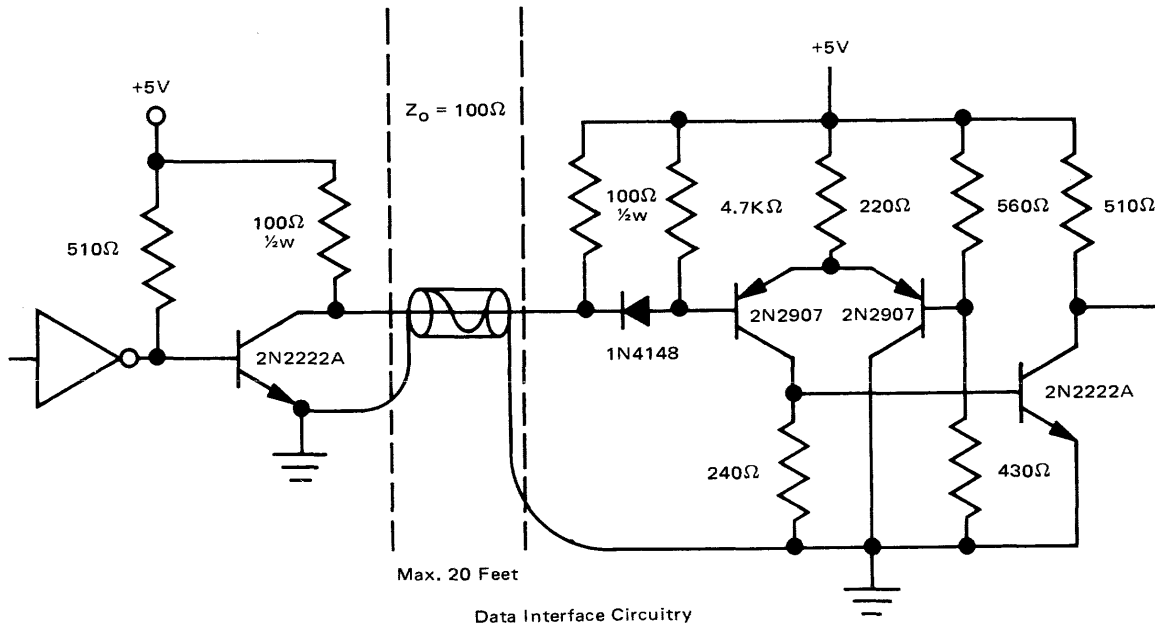 +5V
510Ω
100Ω
½w
2N2222A
Z₀ = 100Ω
Max. 20 Feet
+5V
100Ω
½w
4.7KΩ
220Ω
560Ω
510Ω
1N4148
2N2907
2N2907
2N2222A
240Ω
430Ω
Data Interface Circuitry